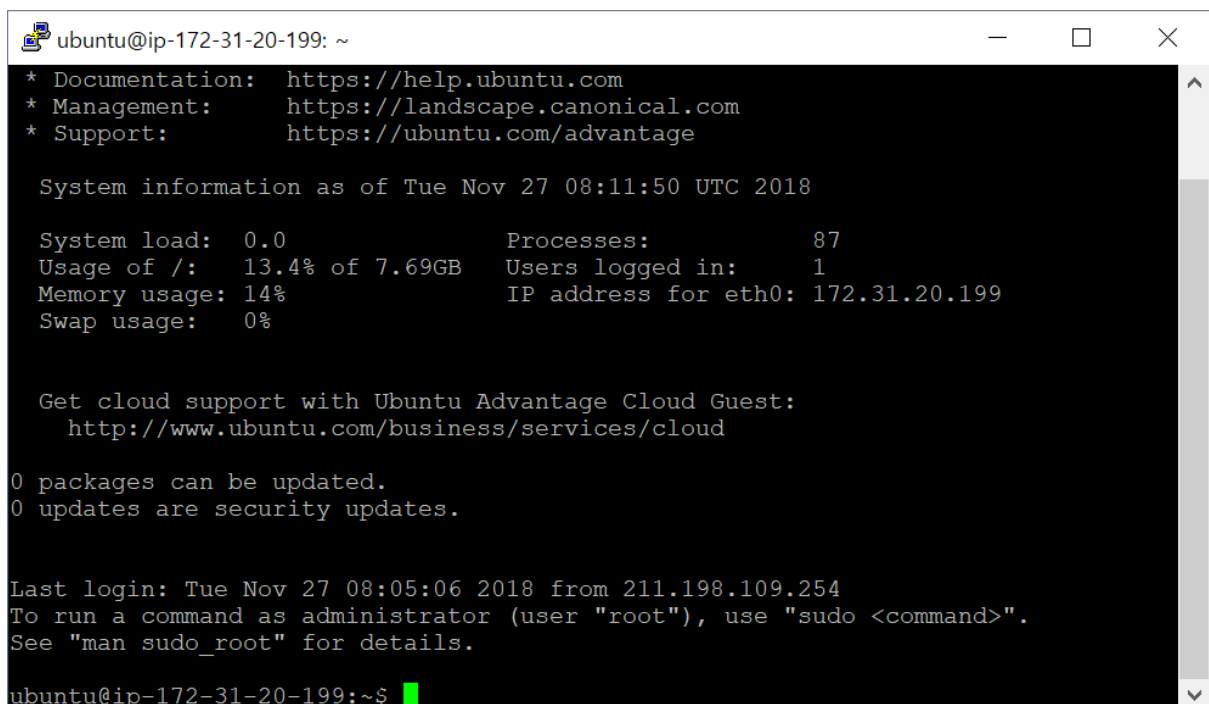 ubuntu@ip-172-31-20-199: ~
* Documentation:  https://help.ubuntu.com
* Management:     https://landscape.canonical.com
* Support:        https://ubuntu.com/advantage
System information as of Tue Nov 27 08:11:50 UTC 2018
System load:  0.0               Processes:           87
Usage of /:   13.4% of 7.69GB   Users logged in:     1
Memory usage: 14%               IP address for eth0: 172.31.20.199
Swap usage:   0%
Get cloud support with Ubuntu Advantage Cloud Guest:
http://www.ubuntu.com/business/services/cloud
0 packages can be updated.
0 updates are security updates.
Last login: Tue Nov 27 08:05:06 2018 from 211.198.109.254
To run a command as administrator (user "root"), use "sudo <command>".
See "man sudo_root" for details.
ubuntu@ip-172-31-20-199:~$